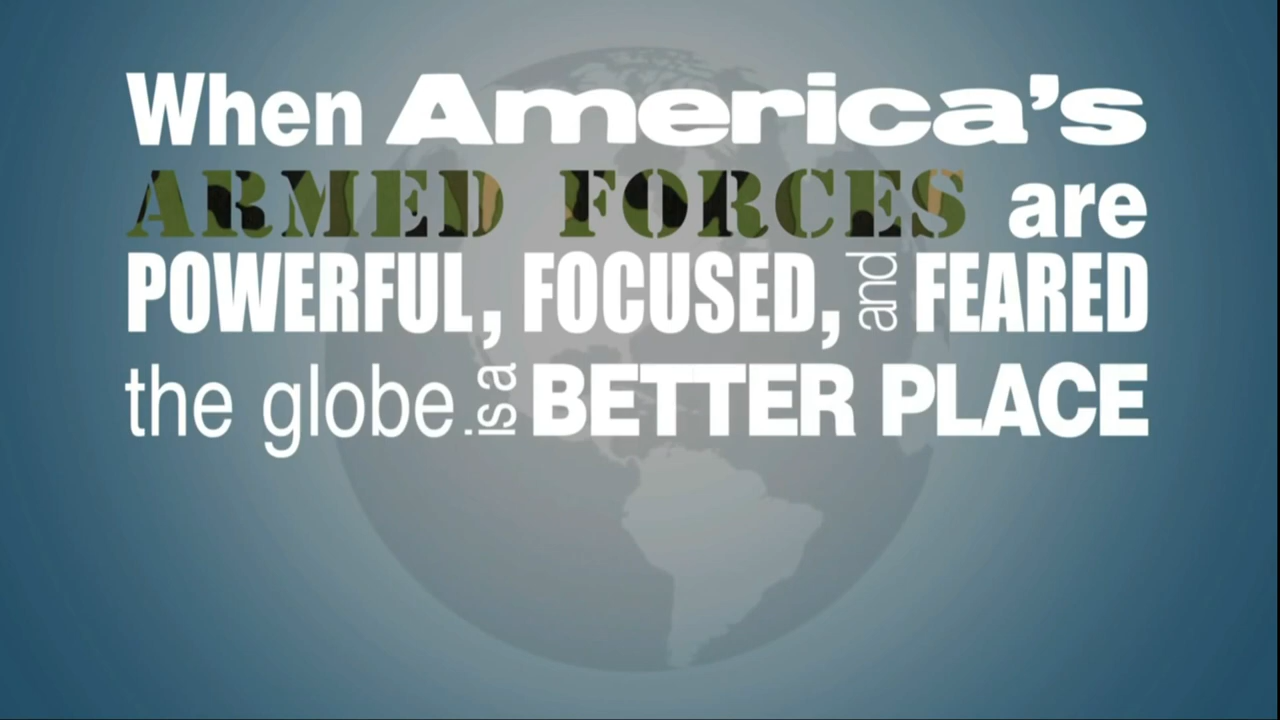 When America's
ARMED FORCES are
POWERFUL, FOCUSED, and FEARED
the globe is a BETTER PLACE